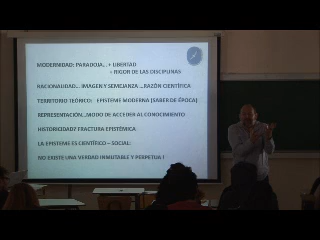 MODERNIDAD: PARADOJA... + LIBERTAD
+ RIGOR DE LAS DISCIPLINAS
RACIONALIDAD... IMAGEN Y SEMEJANZA ...RAZÓN CIENTÍFICA
TERRITORIO TEÓRICO: EPISTEME MODERNA (SABER DE ÉPOCA)
REPRESENTACIÓN...MODO DE ACCEDER AL CONOCIMIENTO
HISTORICIDAD? FRACTURA EPISTÉMICA
LA EPISTEME ES CIENTÍFICO – SOCIAL:
NO EXISTE UNA VERDAD INMUTABLE Y PERPETUA !